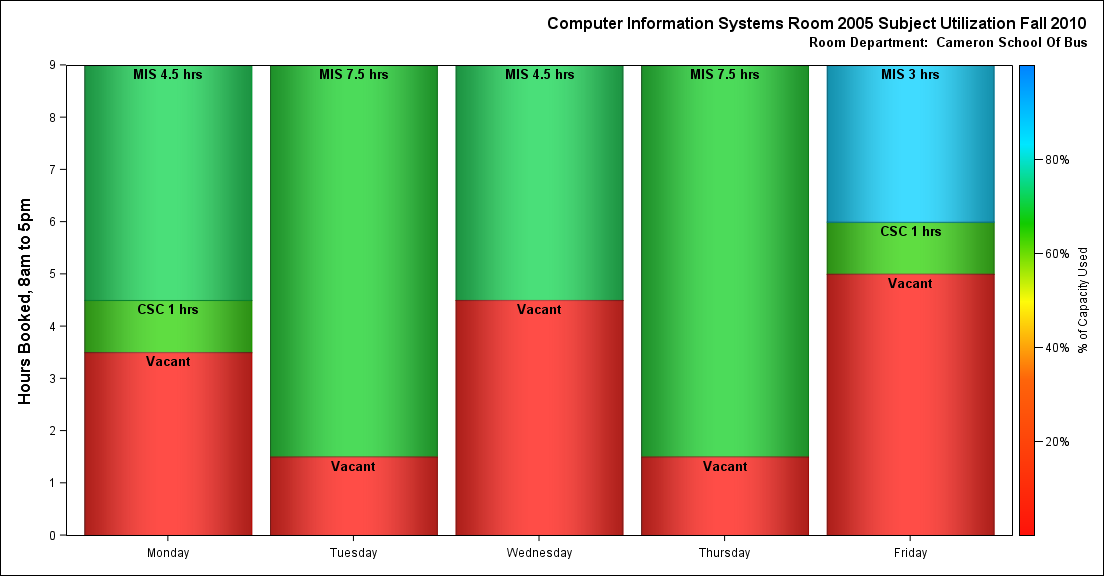 Computer Information Systems Room 2005 Subject Utilization Fall 2010
Room Department:  Cameron School Of Bus
Hours Booked, 8am to 5pm
9
8
7
6
5
4
3
2
1
0
MIS 4.5 hrs
CSC 1 hrs
Vacant
MIS 7.5 hrs
Vacant
MIS 4.5 hrs
Vacant
MIS 7.5 hrs
Vacant
MIS 3 hrs
CSC 1 hrs
Vacant
Monday
Tuesday
Wednesday
Thursday
Friday
80%
60%
40%
20%
% of Capacity Used